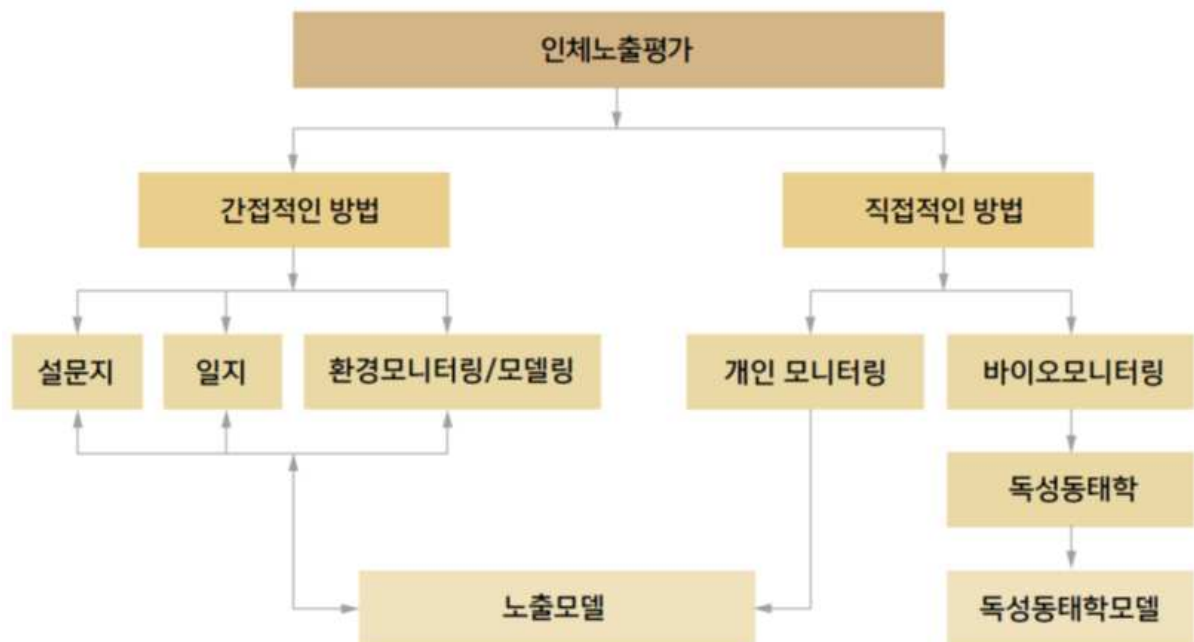 인체노출평가
간접적인 방법
직접적인 방법
설문지
일지
환경모니터링/모델링
개인 모니터링
바이오모니터링
독성동태학
노출모델
독성동태학모델